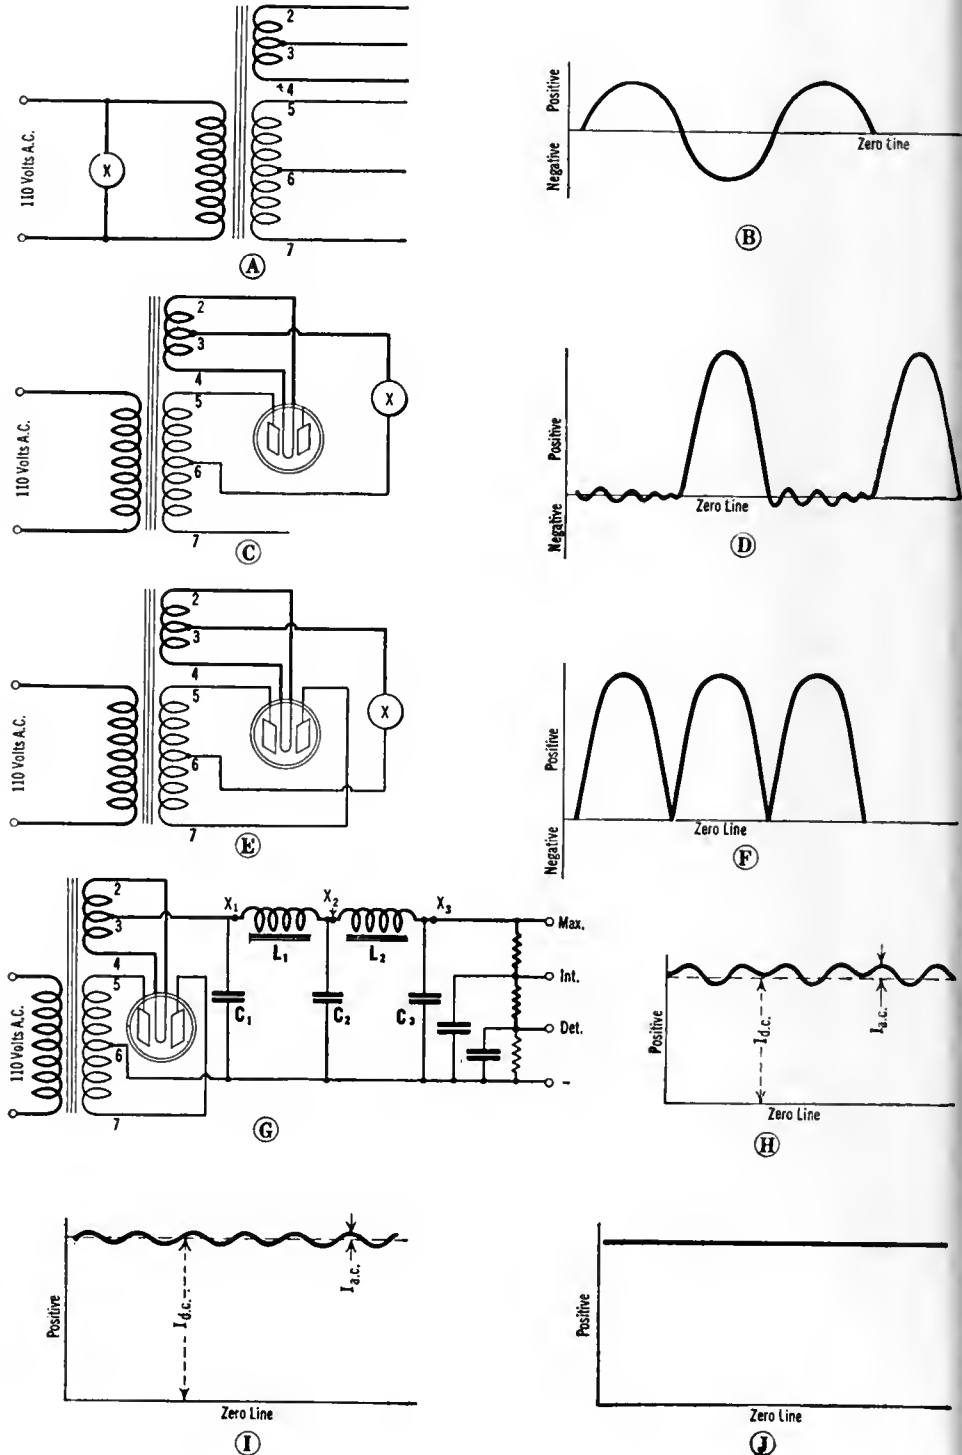 110 Volts A.C.
X
2
3
4
5
6
7
A
Positive
Negative
Zero Line
B
110 Volts A.C.
2
3
4
5
6
7
X
C
Positive
Negative
Zero Line
D
110 Volts A.C.
2
3
4
5
6
7
X
E
Positive
Negative
Zero Line
F
110 Volts A.C.
2
3
4
5
6
7
X1
X2
X3
L1
L2
C1
C2
C3
Max.
Int.
Det.
-
G
Positive
Id.c.
Ia.c.
Zero Line
H
Positive
Id.c.
Ia.c.
Zero Line
I
Positive
Zero Line
J